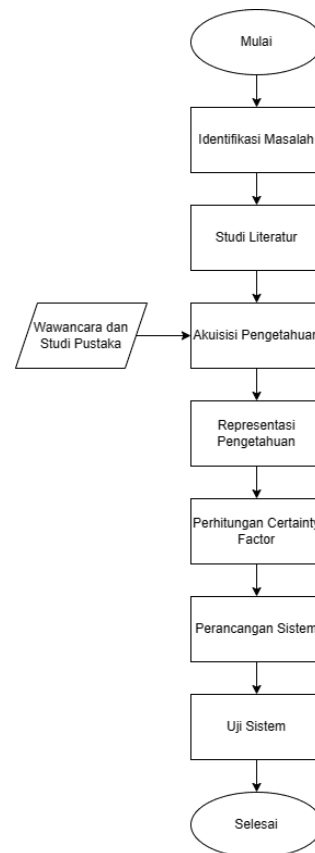 Mulai
Identifikasi Masalah
Studi Literatur
Wawancara dan
Studi Pustaka
Akuisisi Pengetahuan
Representasi
Pengetahuan
Perhitungan Certainty
Factor
Perancangan Sistem
Uji Sistem
Selesai